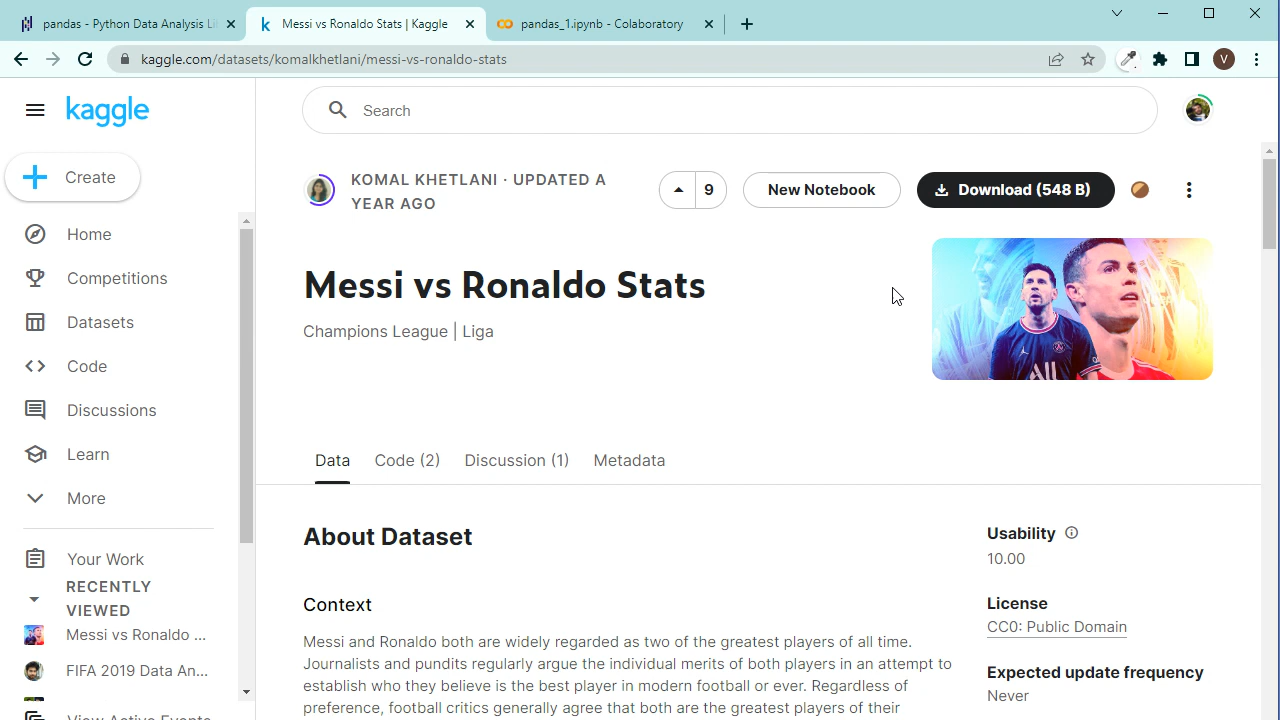 pandas - Python Data Analysis Li
Messi vs Ronaldo Stats | Kaggle
pandas_1.ipynb - Colaboratory
kaggle.com/datasets/komalkhetlani/messi-vs-ronaldo-stats
V
kaggle
Search
Create
KOMAL KHETLANI · UPDATED A
YEAR AGO
9
New Notebook
Download (548 B)
Home
Competitions
Datasets
Code
Discussions
Learn
More
Your Work
RECENTLY
VIEWED
Messi vs Ronaldo ...
FIFA 2019 Data An...
View Active Events
Messi vs Ronaldo Stats
Champions League | Liga
Data
Code (2)
Discussion (1)
Metadata
About Dataset
Context
Messi and Ronaldo both are widely regarded as two of the greatest players of all time.
Journalists and pundits regularly argue the individual merits of both players in an attempt to
establish who they believe is the best player in modern football or ever. Regardless of
preference, football critics generally agree that both are the greatest players of their
Usability
10.00
License
CC0: Public Domain
Expected update frequency
Never